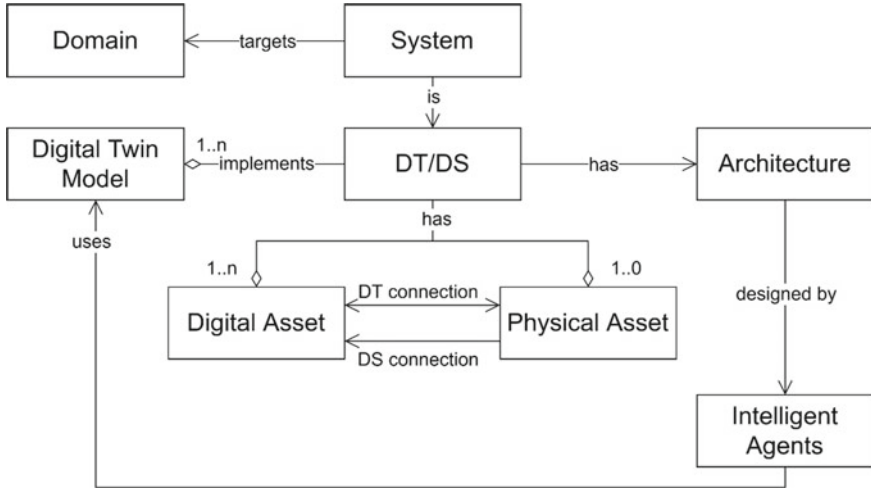 Domain
targets
System
is
Digital Twin
Model
1..n
implements
DT/DS
has
Architecture
uses
has
1..n
1..0
designed by
Digital Asset
DT connection
DS connection
Physical Asset
Intelligent
Agents